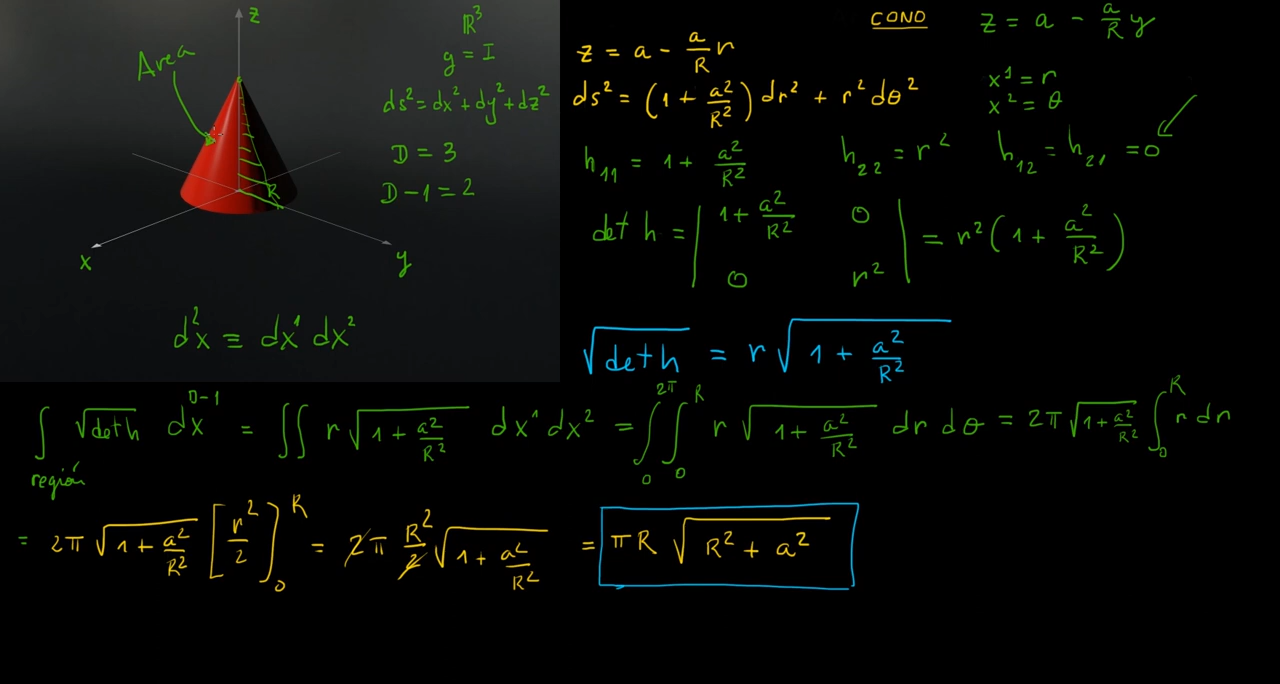 z
ℝ³
Area
g = I
ds² = dx² + dy² + dz²
D = 3
D-1 = 2
R
x
y
d²x ≡ dx¹ dx²
CONO
z = a - a/R y
z = a - a/R r
x¹ = r
x² = θ
ds² = (1 + a²/R²) dr² + r² dθ²
h₁₁ = 1 + a²/R²   h₂₂ = r²   h₁₂ = h₂₁ = 0
det h = | 1 + a²/R²   0 |
| 0   r² | = r² (1 + a²/R²)
√(det h) = r √(1 + a²/R²)
∫_región √(det h) dx^(D-1) = ∫∫ r √(1 + a²/R²) dx¹ dx² = ∫₀^2π ∫₀^R r √(1 + a²/R²) dr dθ = 2π √(1 + a²/R²) ∫₀^R r dr
= 2π √(1 + a²/R²) [r²/2]₀^R = 2π R²/2 √(1 + a²/R²) = πR √(R² + a²)